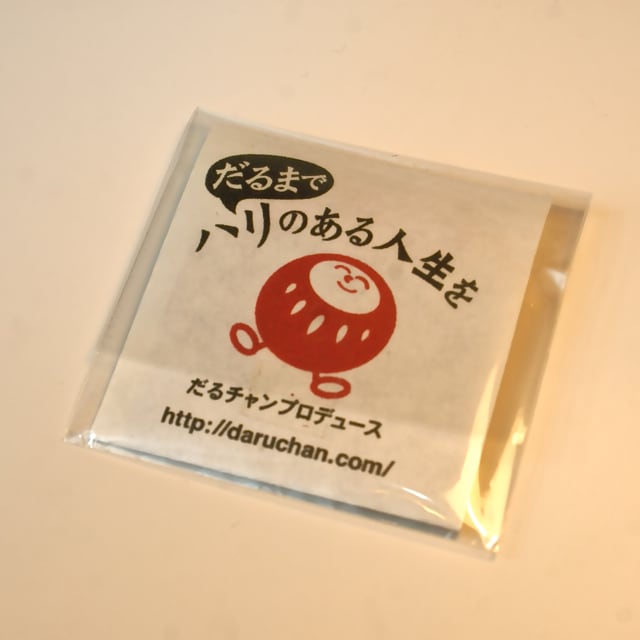 だるまで
ハリのある人生を
だるチャンプロデュース
http://daruchan.com/